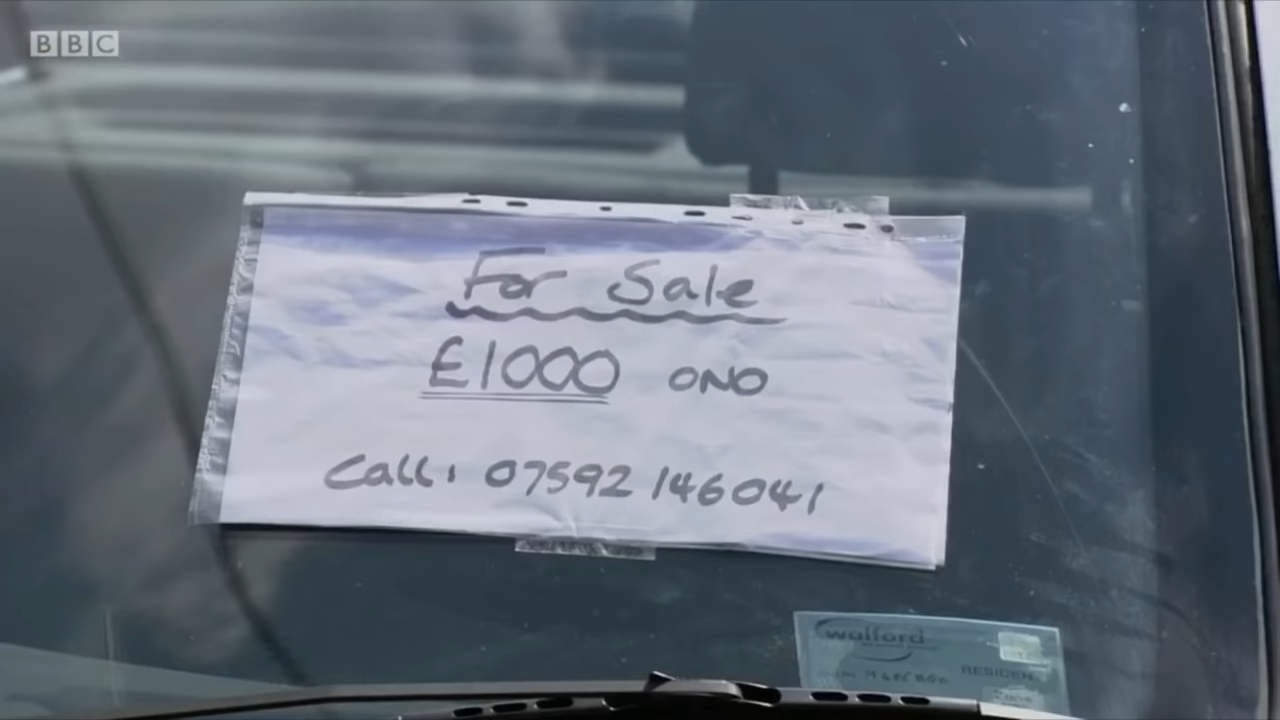 BBC
For Sale
£1000 ONO
Call: 07592 146041
walford
RESIDEN